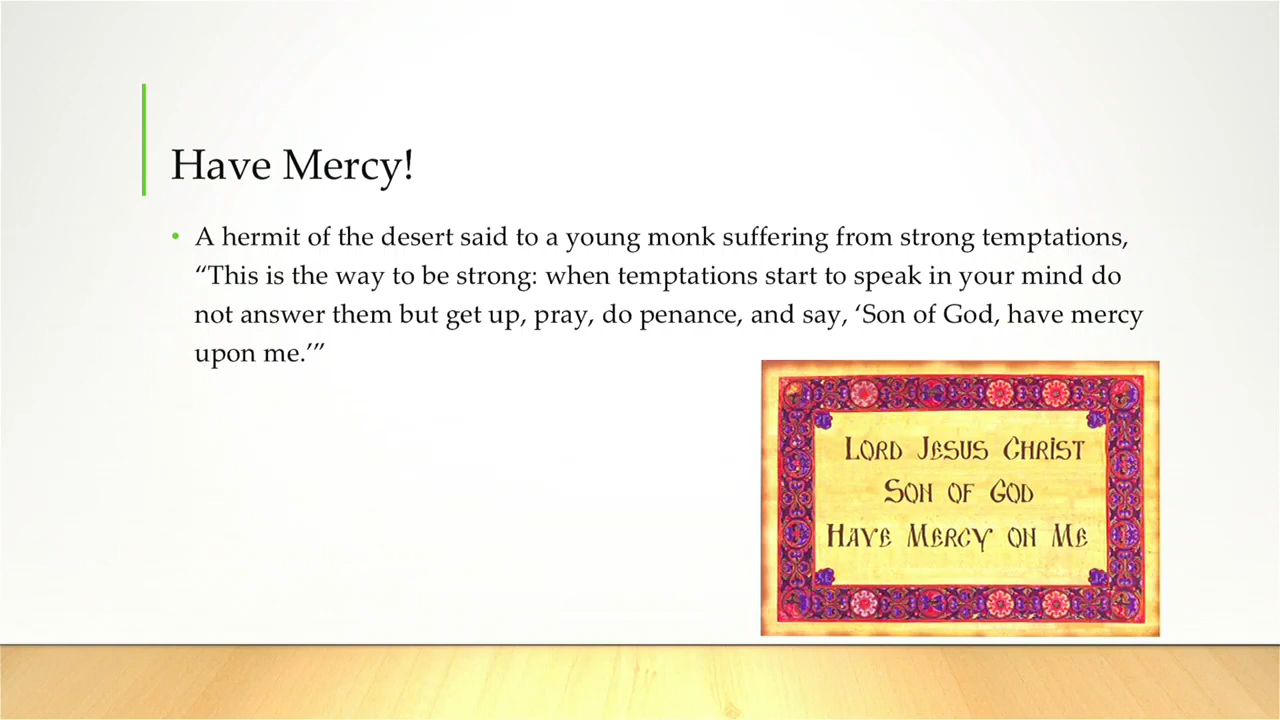 Have Mercy!
• A hermit of the desert said to a young monk suffering from strong temptations,
“This is the way to be strong: when temptations start to speak in your mind do
not answer them but get up, pray, do penance, and say, ‘Son of God, have mercy
upon me.’”
Lord Jesus Christ
Son of God
Have Mercy on Me